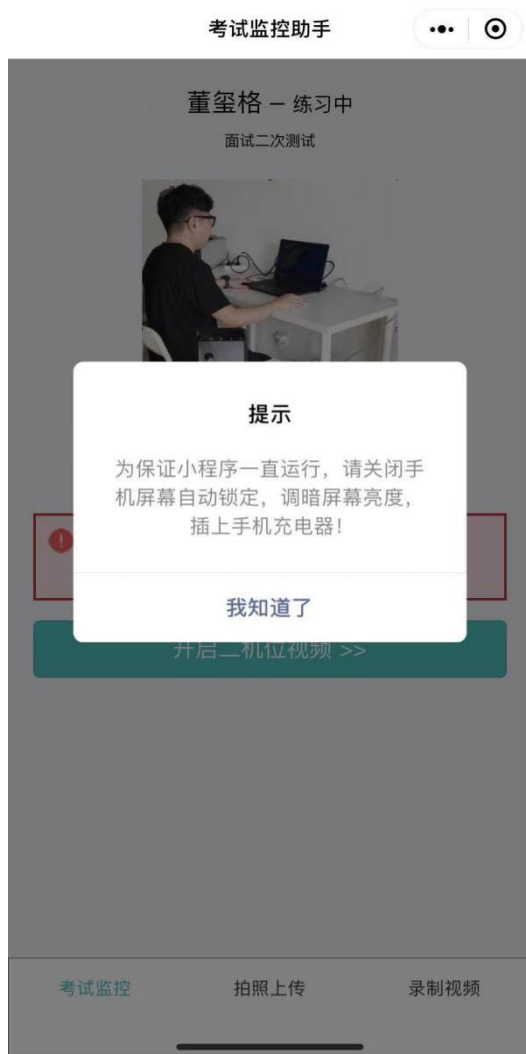 考试监控助手
董玺格 – 练习中
面试二次测试
提示
为保证小程序一直运行，请关闭手
机屏幕自动锁定，调暗屏幕亮度，
插上手机充电器！
我知道了
开启二机位视频 >>
考试监控
拍照上传
录制视频